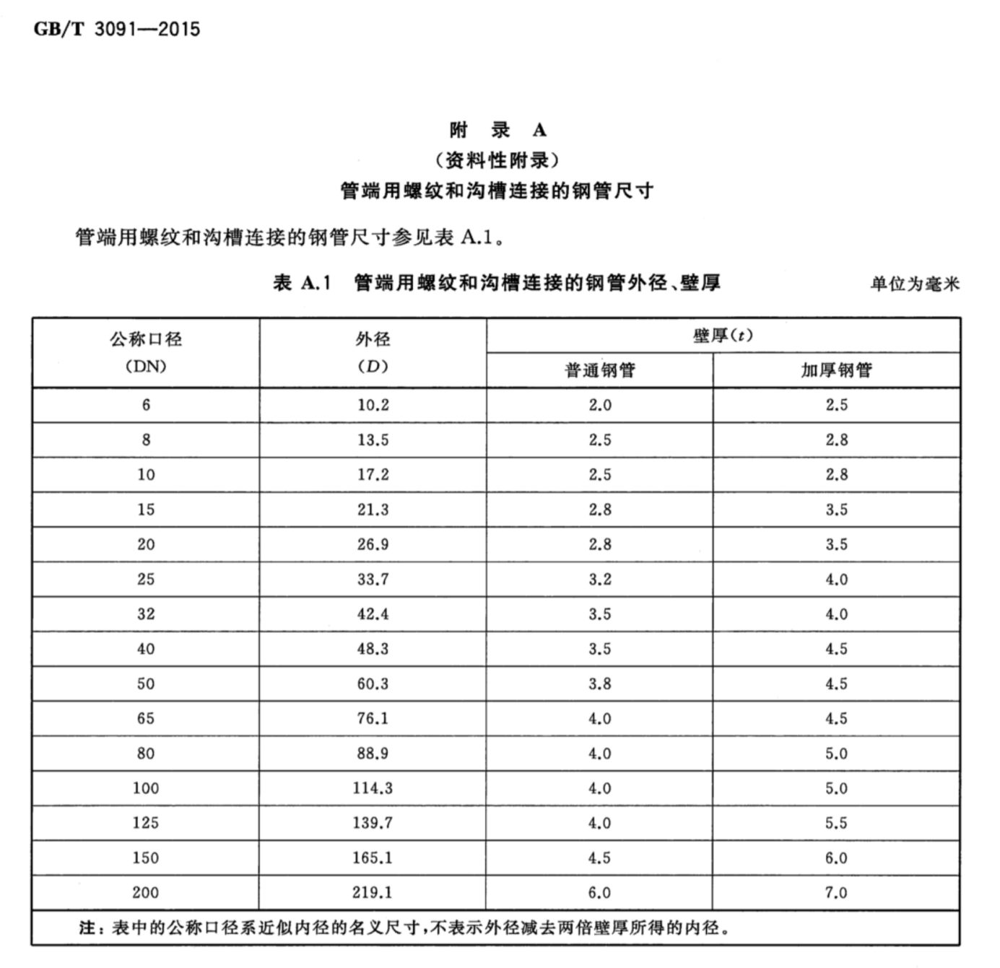 GB/T 3091—2015
附 录 A
(资料性附录)
管端用螺纹和沟槽连接的钢管尺寸
管端用螺纹和沟槽连接的钢管尺寸参见表 A.1。
表 A.1 管端用螺纹和沟槽连接的钢管外径、壁厚 单位为毫米
公称口径 (DN) 外径 (D) 壁厚(t)
普通钢管 加厚钢管
6 10.2 2.0 2.5
8 13.5 2.5 2.8
10 17.2 2.5 2.8
15 21.3 2.8 3.5
20 26.9 2.8 3.5
25 33.7 3.2 4.0
32 42.4 3.5 4.0
40 48.3 3.5 4.5
50 60.3 3.8 4.5
65 76.1 4.0 4.5
80 88.9 4.0 5.0
100 114.3 4.0 5.0
125 139.7 4.0 5.5
150 165.1 4.5 6.0
200 219.1 6.0 7.0
注:表中的公称口径系近似内径的名义尺寸,不表示外径减去两倍壁厚所得的内径。